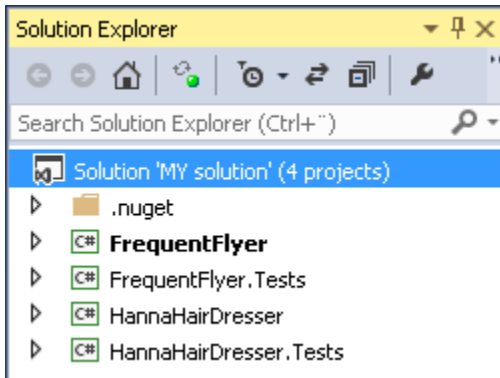 Solution Explorer
Search Solution Explorer (Ctrl+¨)
Solution 'MY solution' (4 projects)
.nuget
C# FrequentFlyer
C# FrequentFlyer.Tests
C# HannaHairDresser
C# HannaHairDresser.Tests